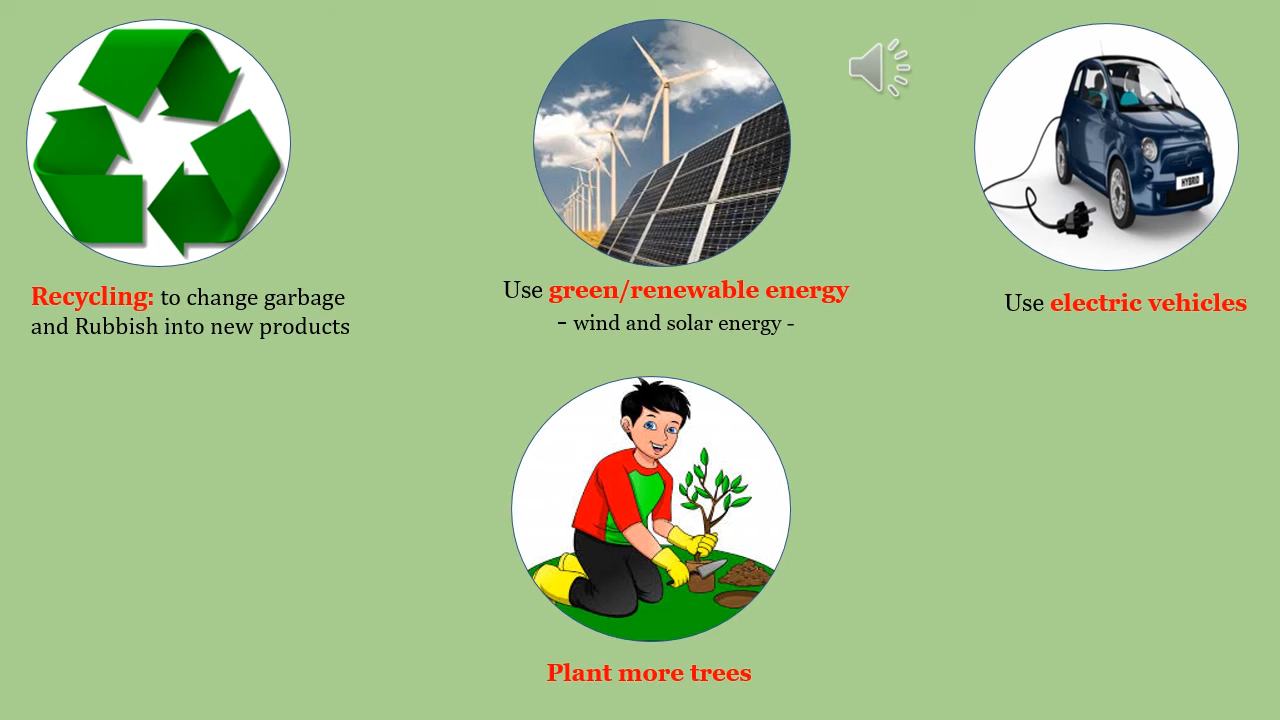 Recycling: to change garbage
and Rubbish into new products
Use green/renewable energy
- wind and solar energy -
HYBRID
Use electric vehicles
Plant more trees